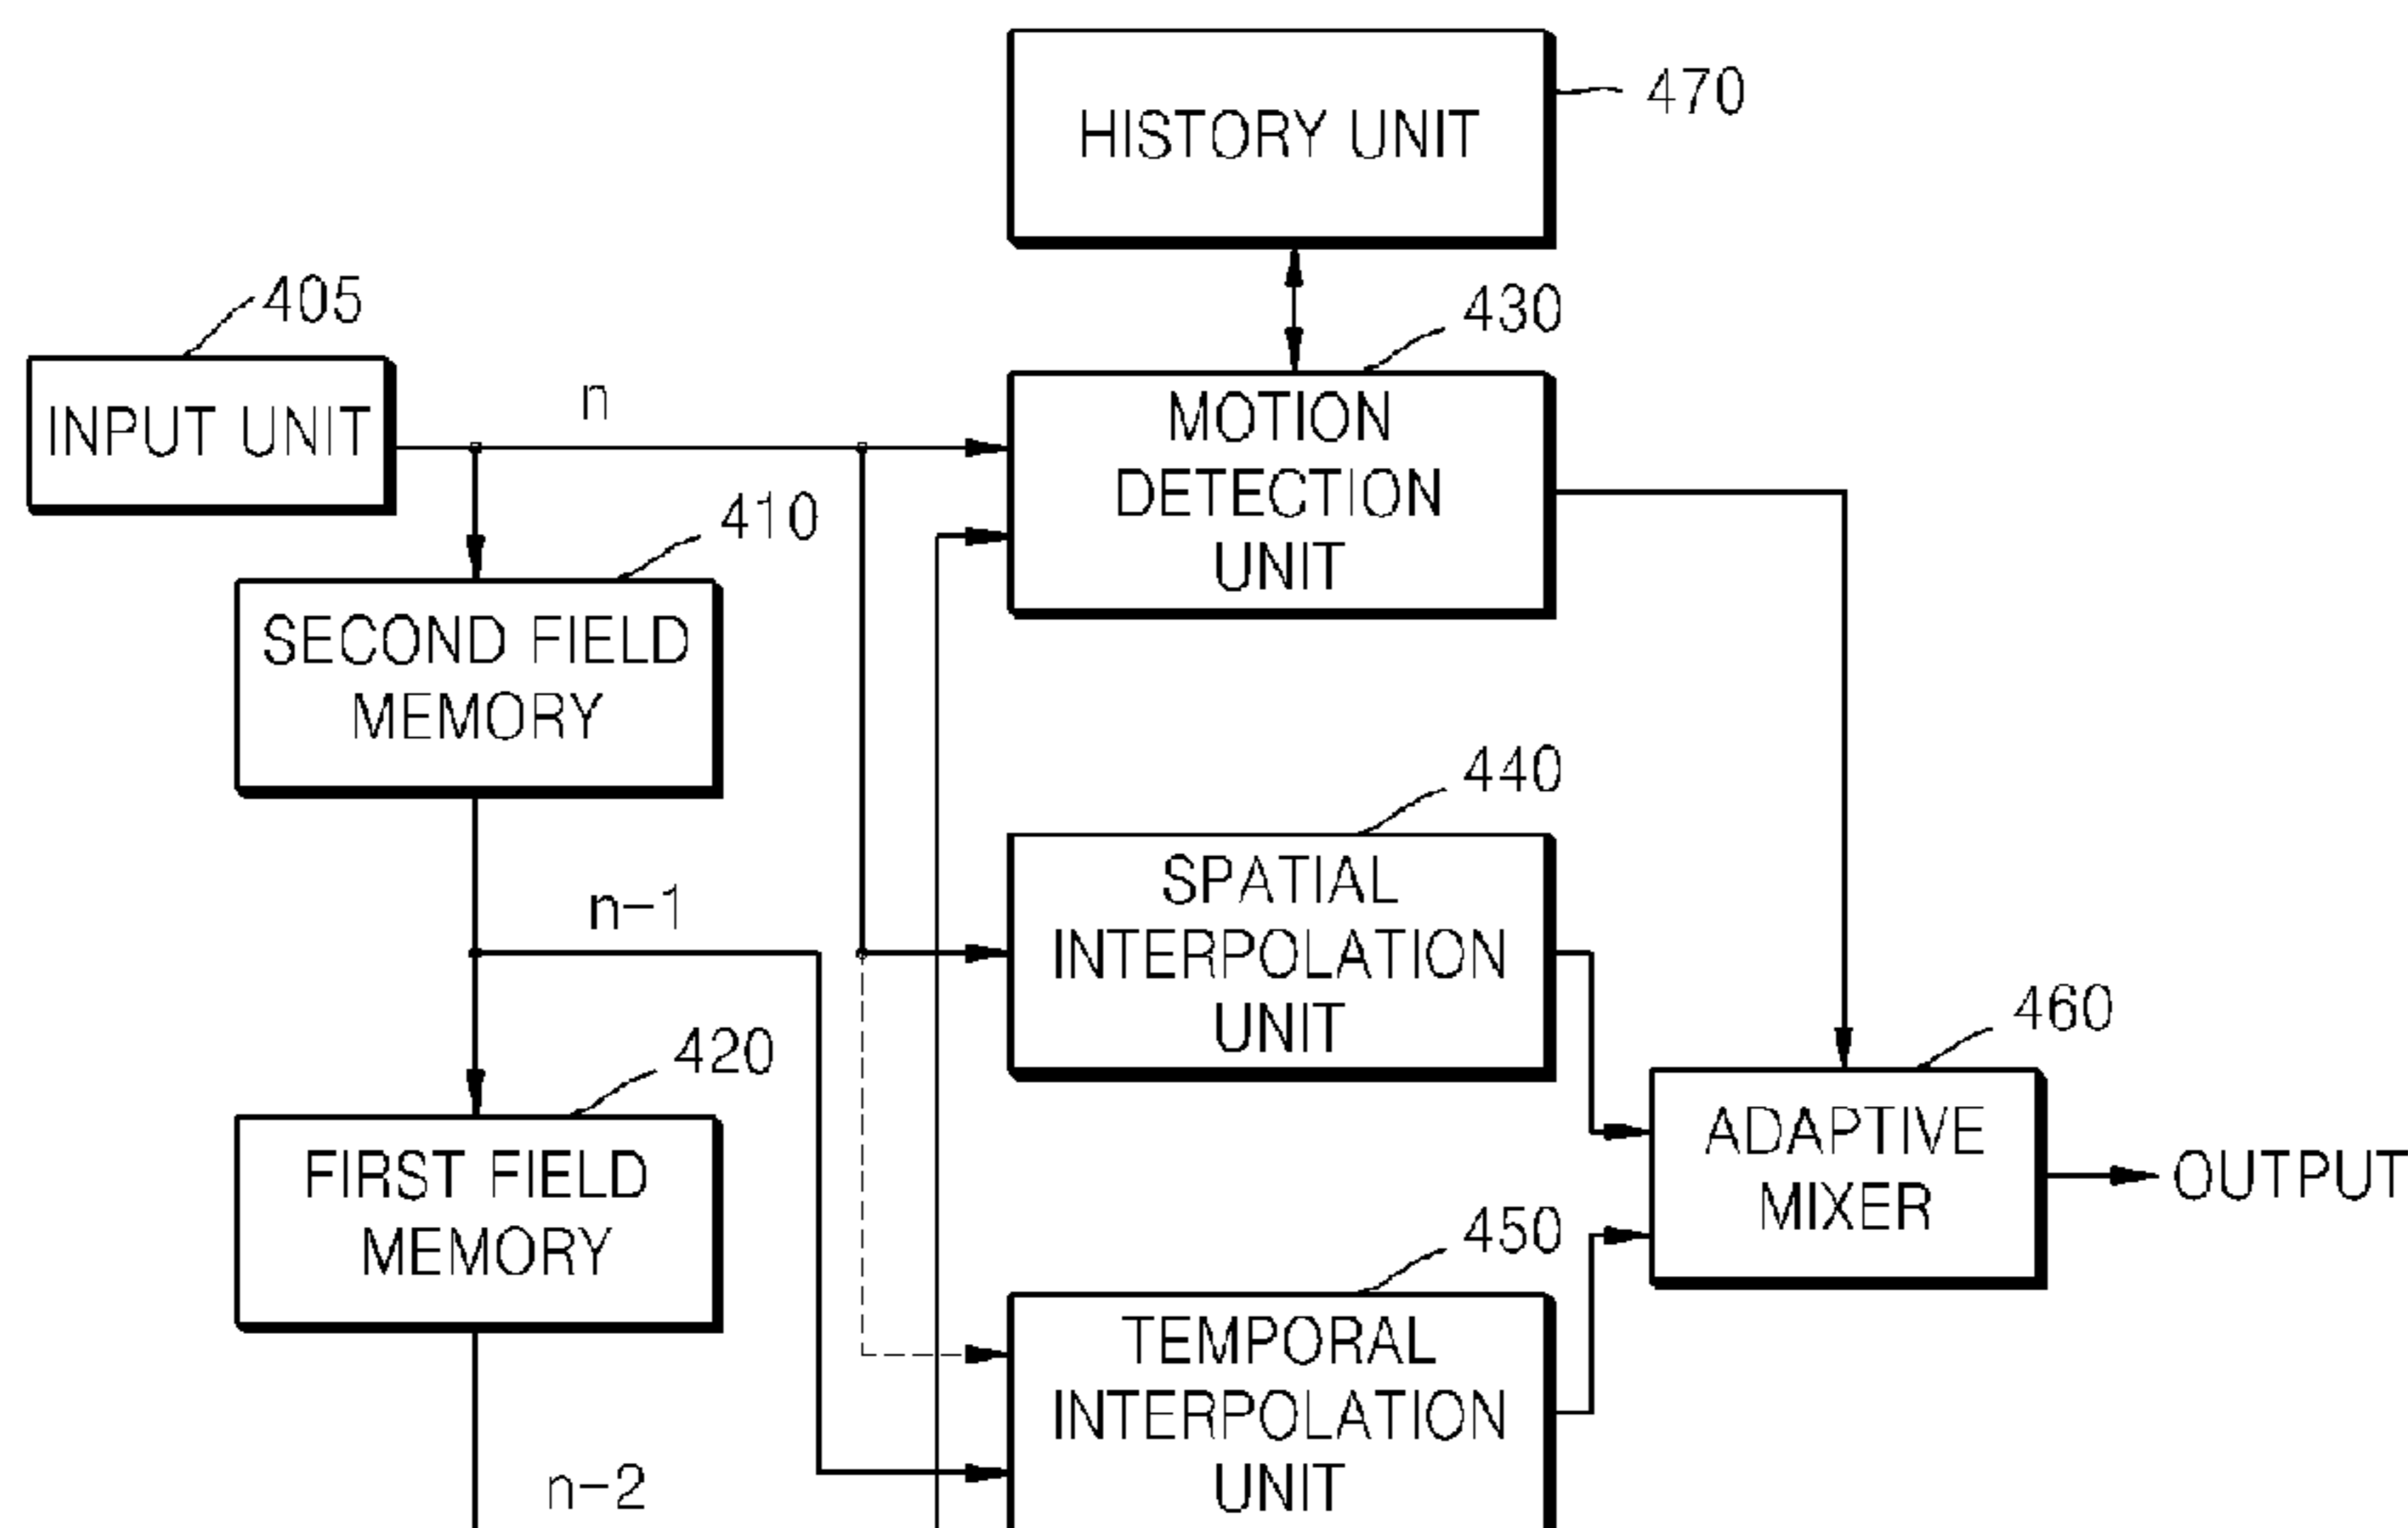 HISTORY UNIT
470
405
430
INPUT UNIT
n
MOTION
DETECTION
UNIT
410
SECOND FIELD
MEMORY
440
n-1
SPATIAL
INTERPOLATION
UNIT
420
460
FIRST FIELD
MEMORY
ADAPTIVE
MIXER
OUTPUT
450
TEMPORAL
INTERPOLATION
UNIT
n-2